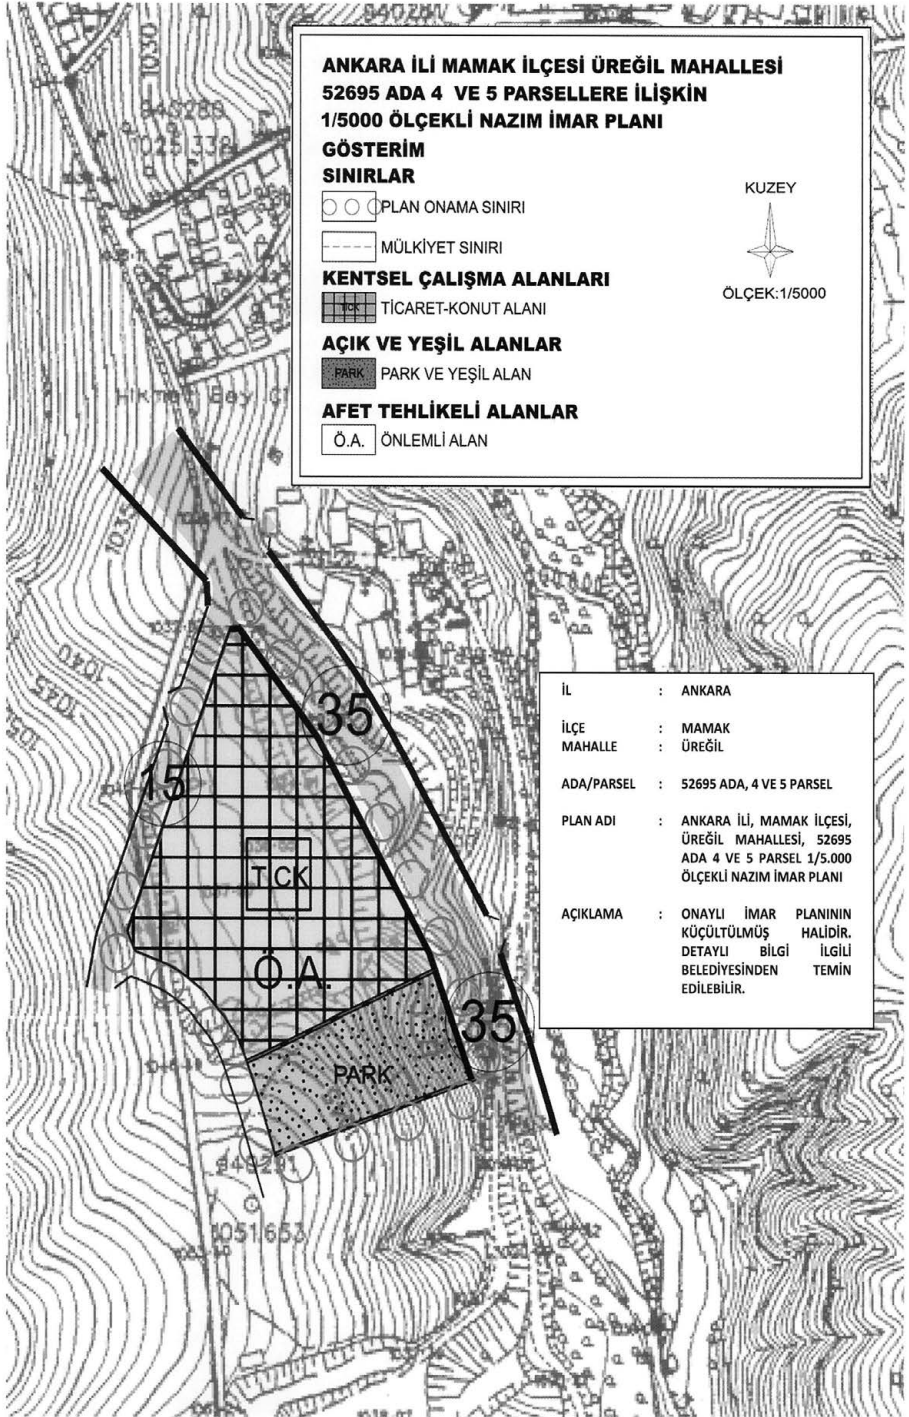 ANKARA İLİ MAMAK İLÇESİ ÜREĞİL MAHALLESİ
52695 ADA 4 VE 5 PARSELLERE İLİŞKİN
1/5000 ÖLÇEKLİ NAZIM İMAR PLANI
GÖSTERİM
SINIRLAR
PLAN ONAMA SINIRI
MÜLKİYET SINIRI
KENTSEL ÇALIŞMA ALANLARI
TİCK TİCARET-KONUT ALANI
AÇIK VE YEŞİL ALANLAR
PARK PARK VE YEŞİL ALAN
AFET TEHLİKELİ ALANLAR
Ö.A. ÖNLEMLİ ALAN
KUZEY
ÖLÇEK:1/5000
1030
1035
1040
1045
35
15
TİCK
Ö.A.
35
PARK
1051.653
İL : ANKARA
İLÇE : MAMAK
MAHALLE : ÜREĞİL
ADA/PARSEL : 52695 ADA, 4 VE 5 PARSEL
PLAN ADI : ANKARA İLİ, MAMAK İLÇESİ,
ÜREĞİL MAHALLESİ, 52695
ADA 4 VE 5 PARSEL 1/5.000
ÖLÇEKLİ NAZIM İMAR PLANI
AÇIKLAMA : ONAYLI İMAR PLANININ
KÜÇÜLTÜLMÜŞ HALİDİR.
DETAYLI BİLGİ İLGİLİ
BELEDİYESİNDEN TEMİN
EDİLEBİLİR.